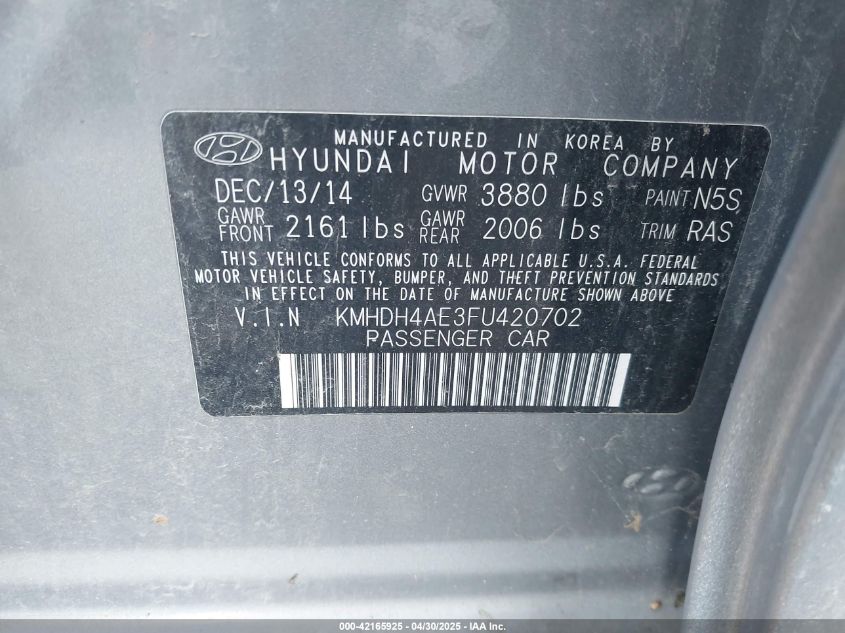 MANUFACTURED IN KOREA BY
HYUNDAI MOTOR COMPANY
DEC/13/14 GVWR 3880 lbs PAINT N5S
GAWR FRONT 2161 lbs GAWR REAR 2006 lbs TRIM RAS
THIS VEHICLE CONFORMS TO ALL APPLICABLE U.S.A. FEDERAL
MOTOR VEHICLE SAFETY, BUMPER, AND THEFT PREVENTION STANDARDS
IN EFFECT ON THE DATE OF MANUFACTURE SHOWN ABOVE
V.I.N KMHDH4AE3FU420702
PASSENGER CAR
000-42165925 - 04/30/2025 - IAA Inc.